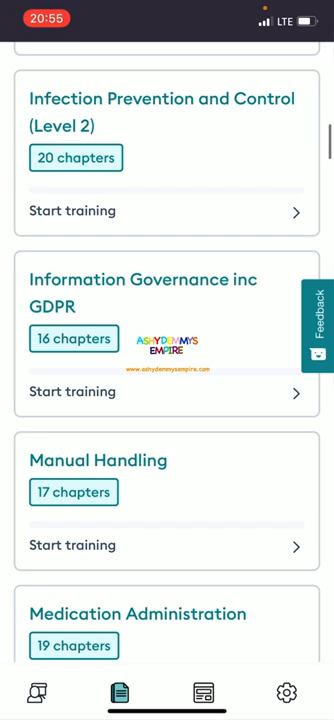 20:55
LTE
Infection Prevention and Control
(Level 2)
20 chapters
Start training
Information Governance inc
GDPR
16 chapters
ASHYDEMMYS
EMPIRE
www.ashydemmysempire.com
Feedback
Start training
Manual Handling
17 chapters
Start training
Medication Administration
19 chapters